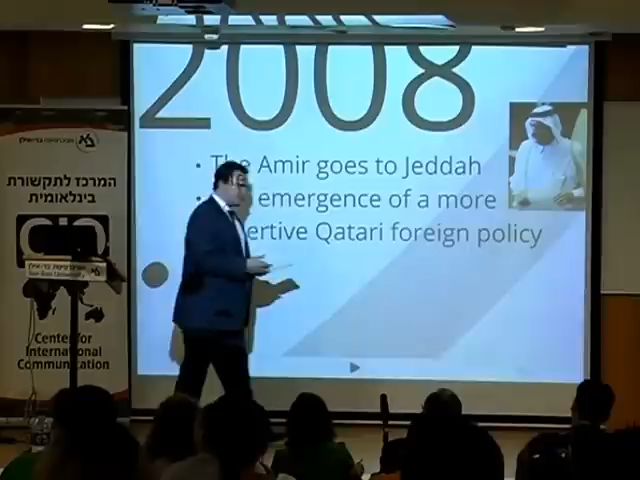 2008
• The Amir goes to Jeddah
• emergence of a more
ertive Qatari foreign policy
המרכז לתקשורת
בינלאומית
Center for
International
Communication